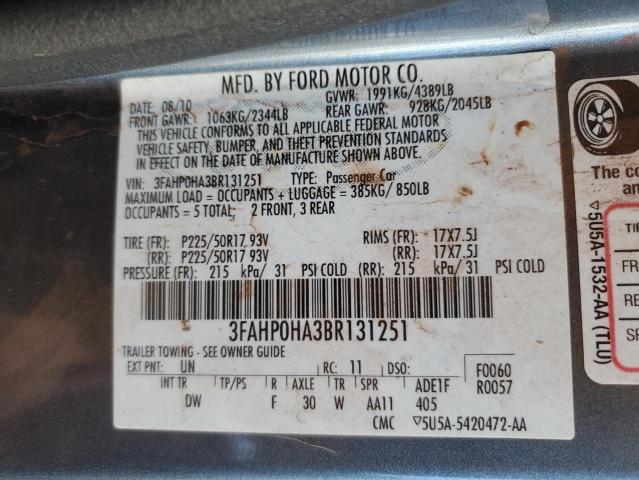 MFD. BY FORD MOTOR CO.
DATE: 08/10 GVWR: 1991KG/4389LB
FRONT GAWR: 1063KG/2344LB REAR GAWR: 928KG/2045LB
THIS VEHICLE CONFORMS TO ALL APPLICABLE FEDERAL MOTOR
VEHICLE SAFETY, BUMPER, AND THEFT PREVENTION STANDARDS
IN EFFECT ON THE DATE OF MANUFACTURE SHOWN ABOVE.
VIN: 3FAHP0HA3BR131251 TYPE: Passenger Car
MAXIMUM LOAD = OCCUPANTS + LUGGAGE = 385KG/ 850LB
OCCUPANTS = 5 TOTAL: 2 FRONT, 3 REAR
TIRE (FR): P225/50R17 93V RIMS (FR): 17X7.5J
(RR): P225/50R17 93V (RR): 17X7.5J
PRESSURE (FR): 215 kPa/ 31 PSI COLD (RR): 215 kPa/ 31 PSI COLD
3FAHP0HA3BR131251
TRAILER TOWING - SEE OWNER GUIDE
EXT PNT: UN RC: 11 DSO: F0060
INT TR TP/PS R AXLE TR SPR ADE1F R0057
DW F 30 W AA11 405
CMC ▽5U5A-5420472-AA
▽5U5A-1532-AA (TLU)
The co
an
TI
FR
RE
SP